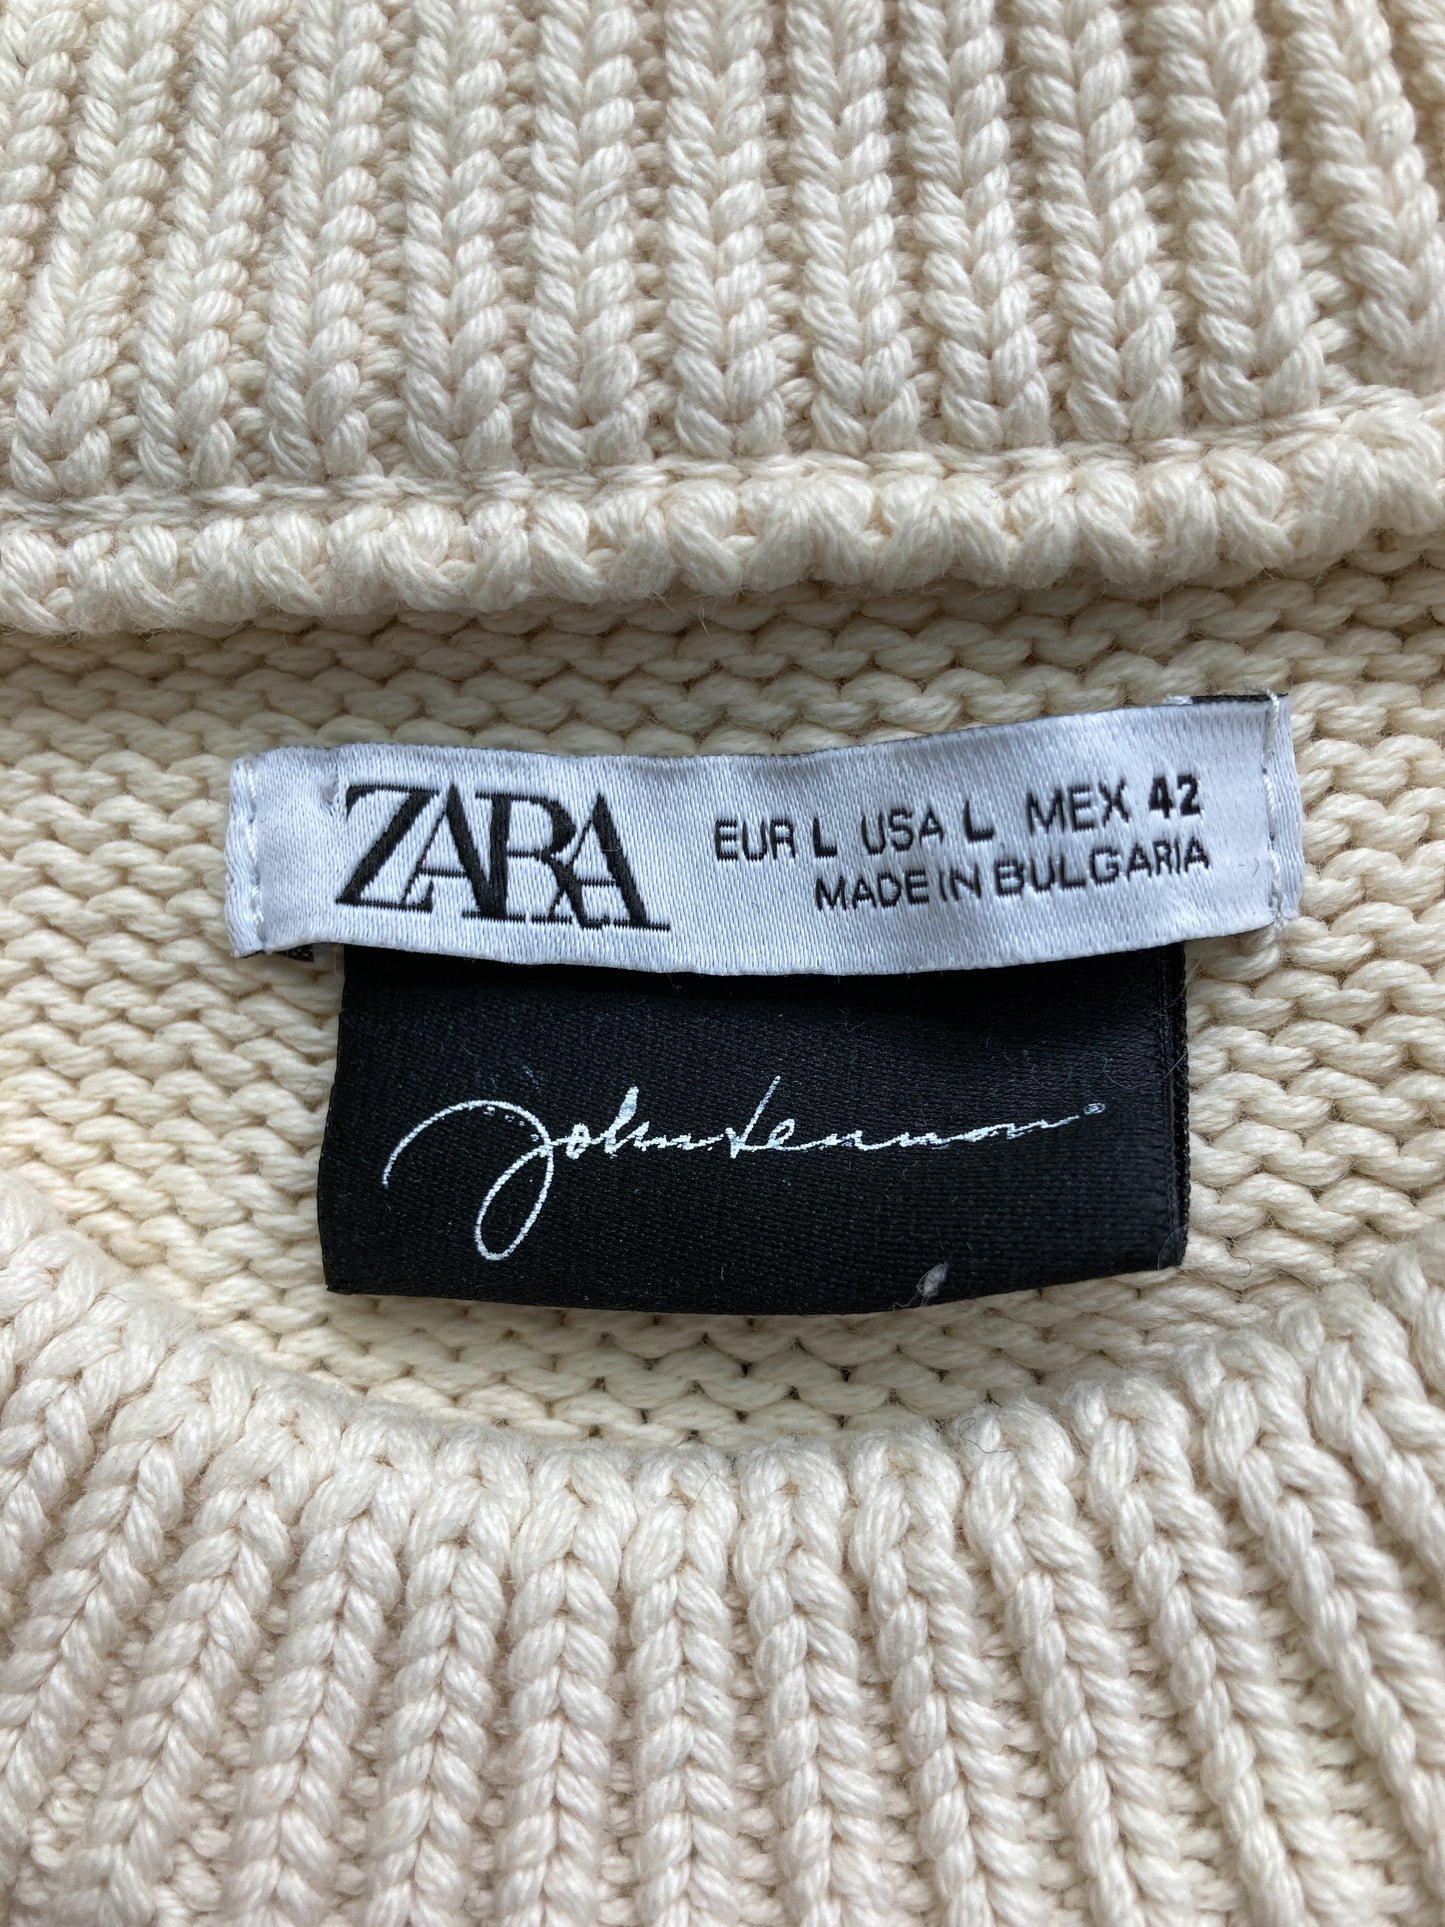 ZARA
EUR L USA L MEX 42
MADE IN BULGARIA
John Lennon